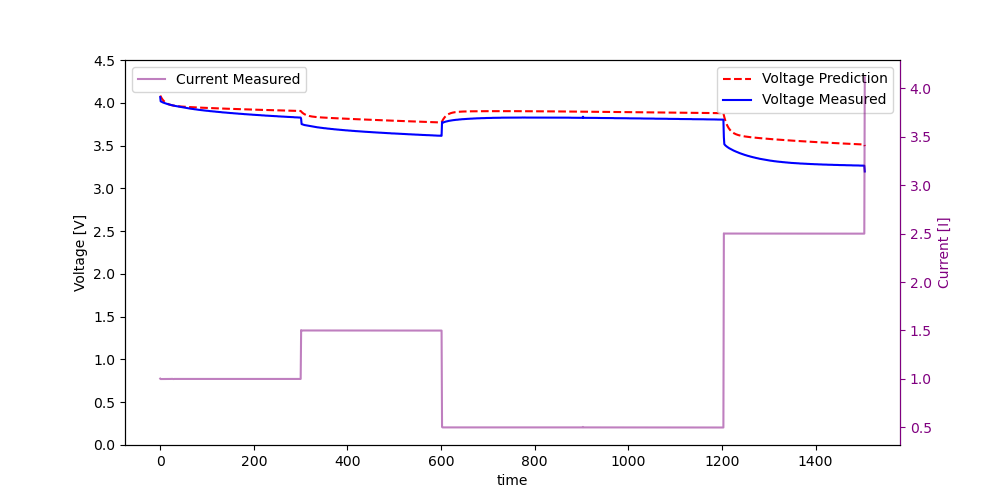 Current Measured
Voltage Prediction
Voltage Measured
Voltage [V]
4.5
4.0
3.5
3.0
2.5
2.0
1.5
1.0
0.5
0.0
Current [I]
4.0
3.5
3.0
2.5
2.0
1.5
1.0
0.5
0 200 400 600 800 1000 1200 1400
time